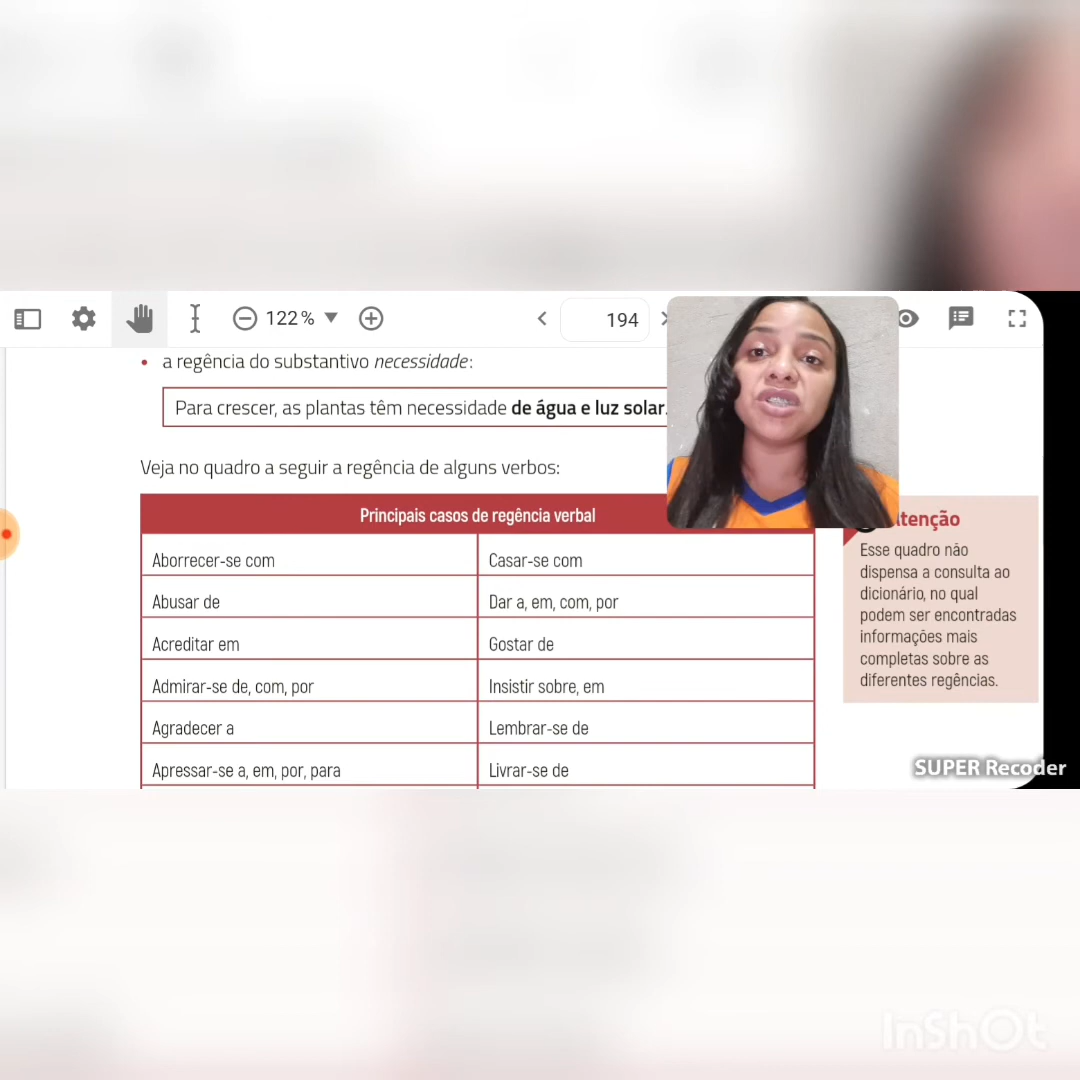 122%
194
a regência do substantivo necessidade:
Para crescer, as plantas têm necessidade de água e luz solar.
Veja no quadro a seguir a regência de alguns verbos:
Principais casos de regência verbal
Aborrecer-se com
Casar-se com
Abusar de
Dar a, em, com, por
Acreditar em
Gostar de
Admirar-se de, com, por
Insistir sobre, em
Agradecer a
Lembrar-se de
Apressar-se a, em, por, para
Livrar-se de
tenção
Esse quadro não
dispensa a consulta ao
dicionário, no qual
podem ser encontradas
informações mais
completas sobre as
diferentes regências.
SUPER Recoder
InShOt